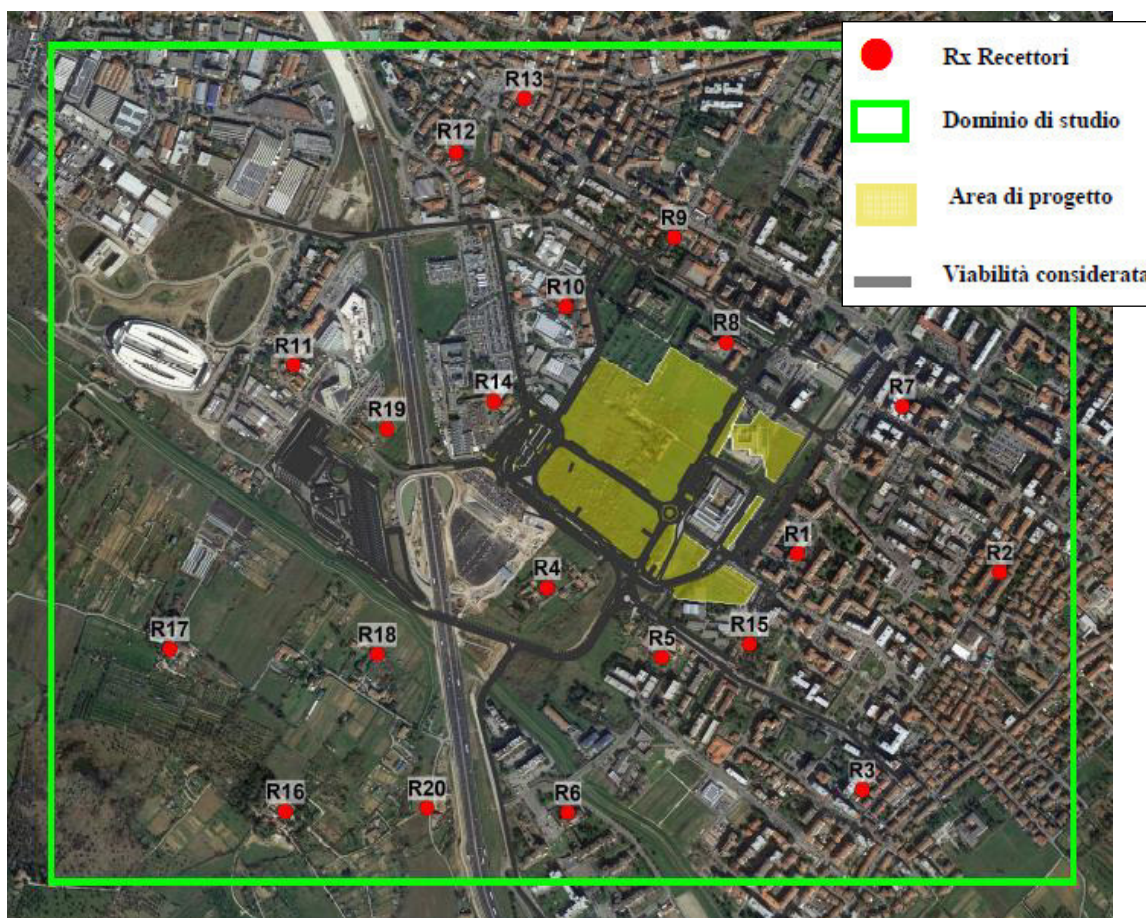 Rx Recettori
Dominio di studio
Area di progetto
Viabilità considerata
R13
R12
R9
R10
R8
R11
R7
R14
R19
R1
R2
R4
R17
R18
R5
R15
R3
R16
R20
R6